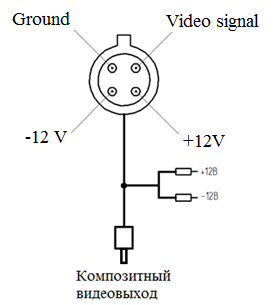 Ground
Video signal
-12 V
+12V
+12В
−12В
Композитный
видеовыход